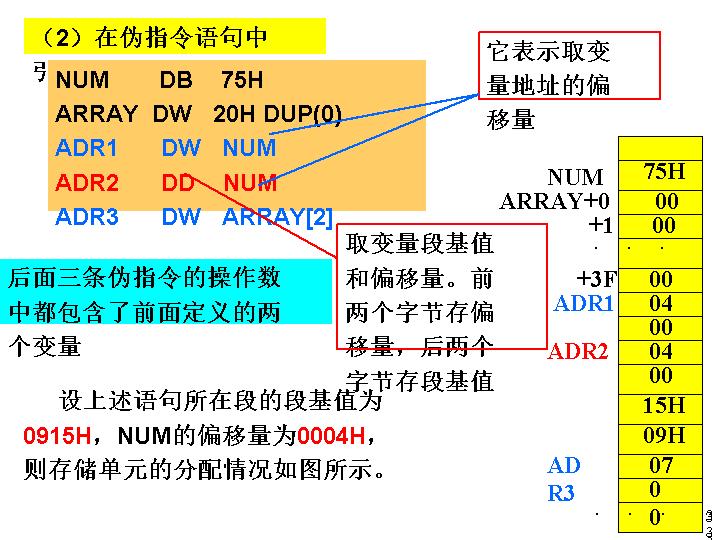 （2）在伪指令语句中
NUM DB 75H
ARRAY DW 20H DUP(0)
ADR1 DW NUM
ADR2 DD NUM
ADR3 DW ARRAY[2]
它表示取变
量地址的偏
移量
取变量段基值
和偏移量。前
两个字节存偏
移量，后两个
字节存段基值
后面三条伪指令的操作数
中都包含了前面定义的两
个变量
设上述语句所在段的段基值为
0915H，NUM的偏移量为0004H，
则存储单元的分配情况如图所示。
NUM 75H
ARRAY+0 00
+1 00
. . .
+3F 00
ADR1 04
00
ADR2 04
00
15H
09H
AD 07
R3 0
. . . 0